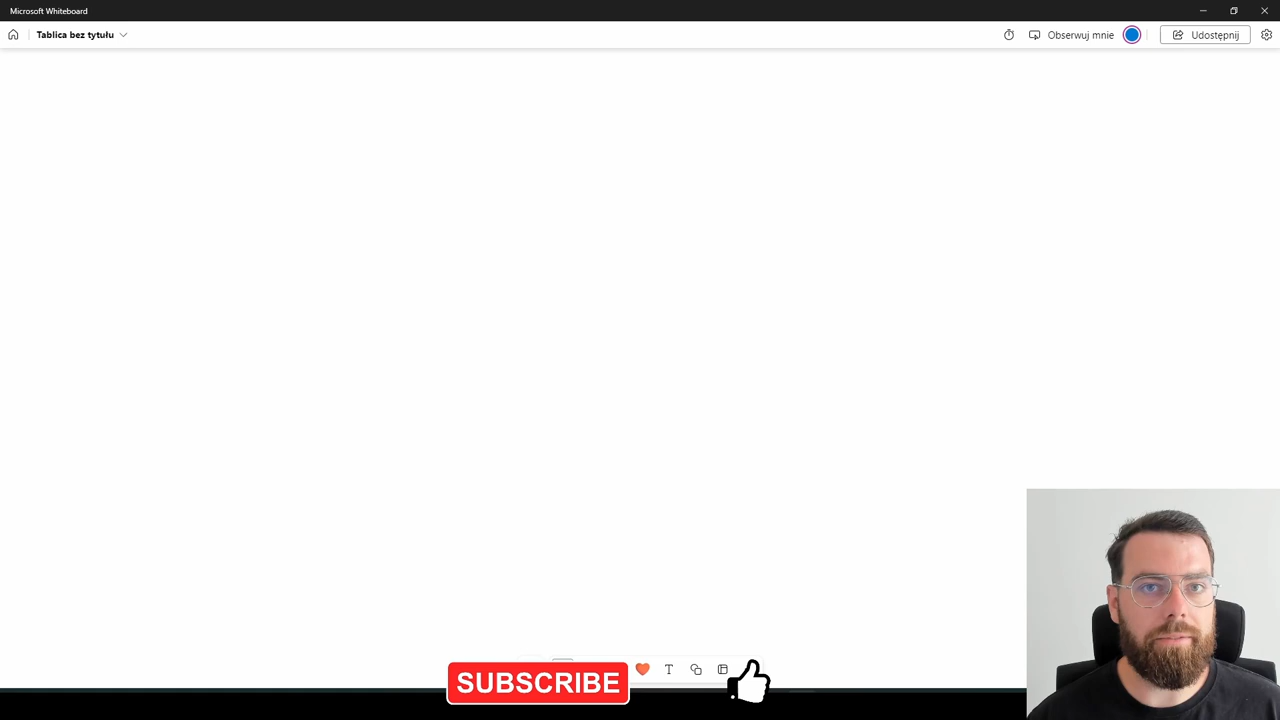 Microsoft Whiteboard
Tablica bez tytułu
Obserwuj mnie
Udostępnij
T
SUBSCRIBE